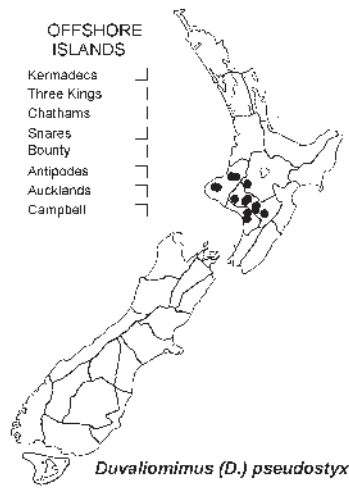 OFFSHORE
ISLANDS
Kermadecs
Three Kings
Chathams
Snares
Bounty
Antipodes
Aucklands
Campbell
Duvaliomimus (D.) pseudostyx